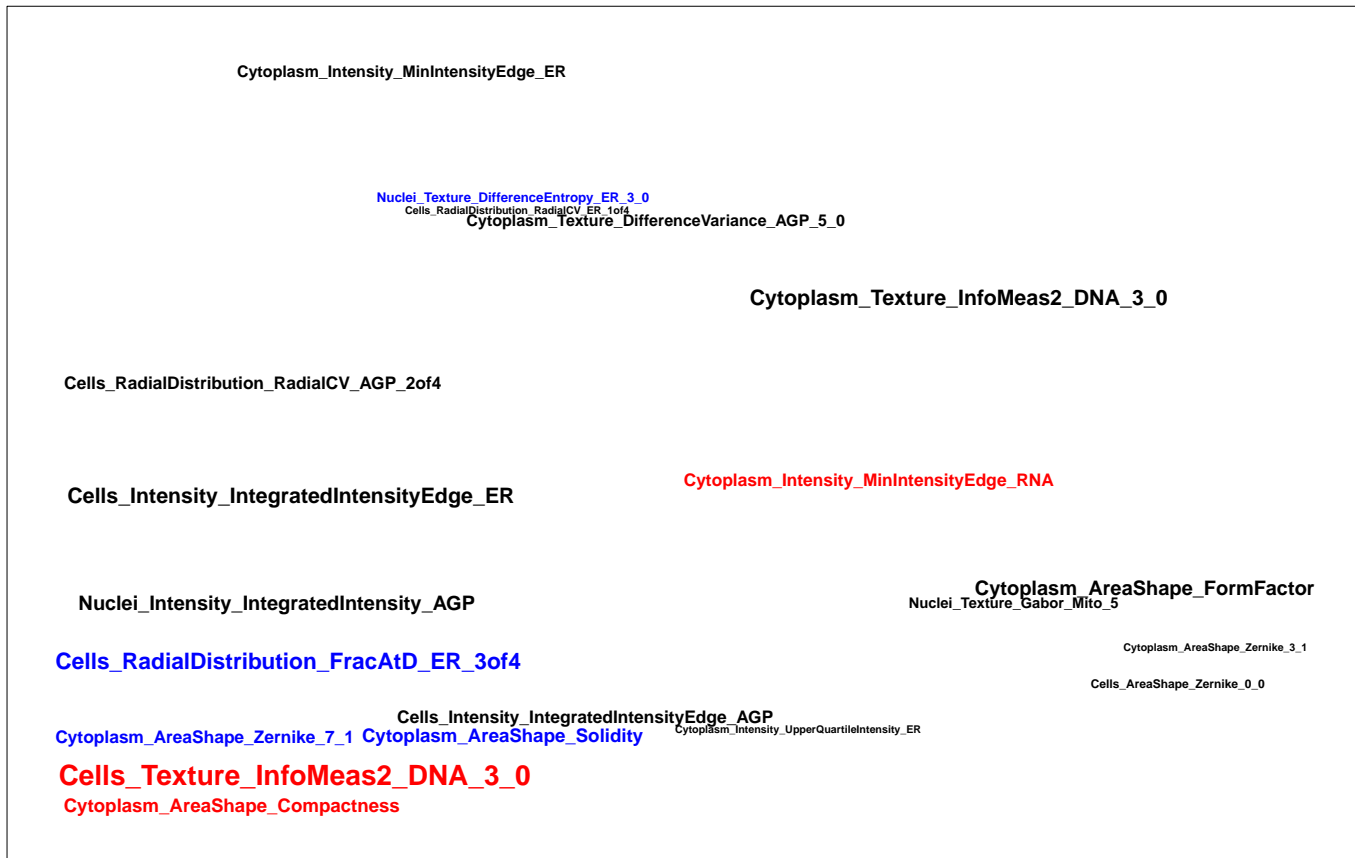 Cytoplasm_Intensity_MinIntensityEdge_ER
Nuclei_Texture_DifferenceEntropy_ER_3_0
Cells_RadialDistribution_RadialCV_ER_1of4
Cytoplasm_Texture_DifferenceVariance_AGP_5_0
Cytoplasm_Texture_InfoMeas2_DNA_3_0
Cells_RadialDistribution_RadialCV_AGP_2of4
Cytoplasm_Intensity_MinIntensityEdge_RNA
Cells_Intensity_IntegratedIntensityEdge_ER
Cytoplasm_AreaShape_FormFactor
Nuclei_Intensity_IntegratedIntensity_AGP
Nuclei_Texture_Gabor_Mito_5
Cytoplasm_AreaShape_Zernike_3_1
Cells_RadialDistribution_FracAtD_ER_3of4
Cells_AreaShape_Zernike_0_0
Cells_Intensity_IntegratedIntensityEdge_AGP
Cytoplasm_Intensity_UpperQuartileIntensity_ER
Cytoplasm_AreaShape_Zernike_7_1
Cytoplasm_AreaShape_Solidity
Cells_Texture_InfoMeas2_DNA_3_0
Cytoplasm_AreaShape_Compactness